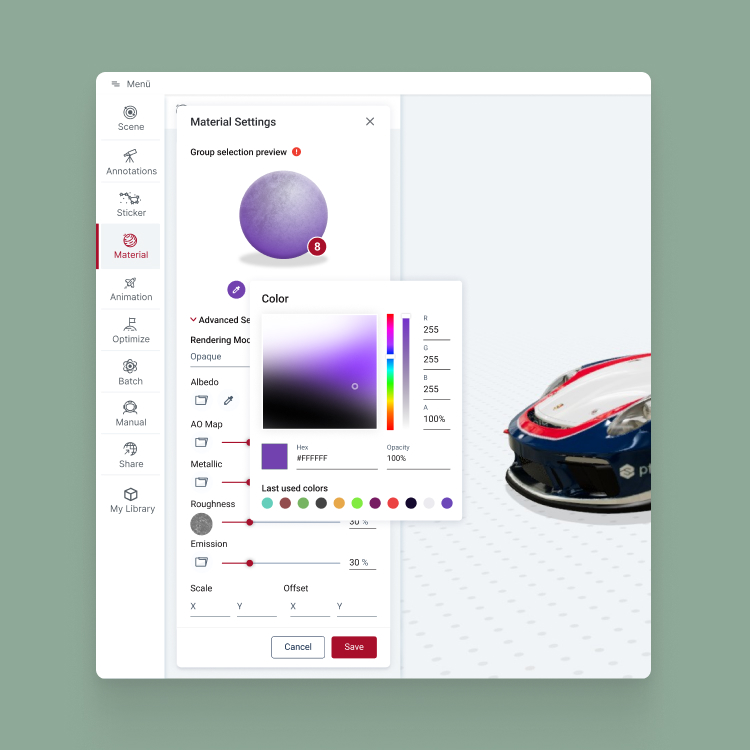 Menü
Scene
Annotations
Sticker
Material
Animation
Optimize
Batch
Manual
Share
My Library
Material Settings
Group selection preview
8
Advanced Se
Rendering Moc
Opaque
Albedo
AO Map
Metallic
Roughness
30 %
Emission
30 %
Scale
Offset
X
Y
X
Y
Cancel
Save
Color
R
255
G
255
B
255
A
100%
Hex
#FFFFFF
Opacity
100%
Last used colors